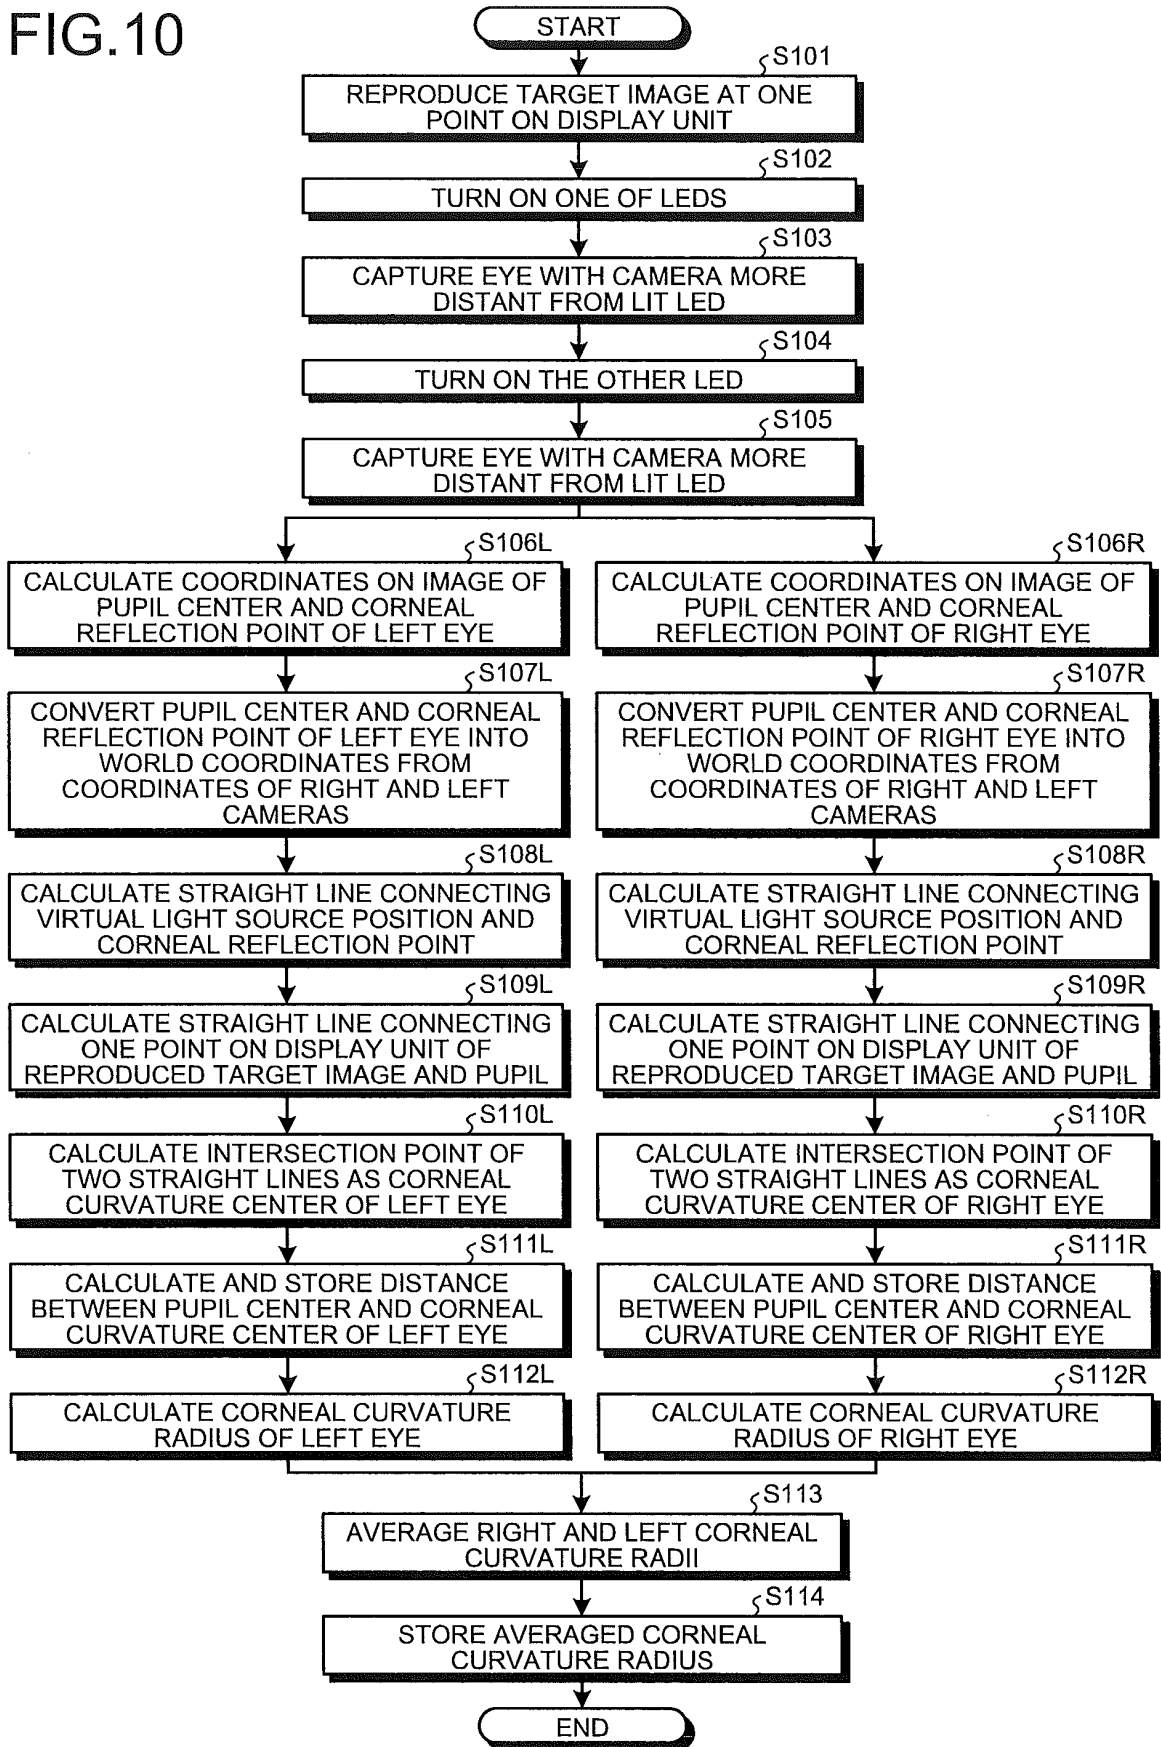 FIG.10
START
S101
REPRODUCE TARGET IMAGE AT ONE
POINT ON DISPLAY UNIT
S102
TURN ON ONE OF LEDS
S103
CAPTURE EYE WITH CAMERA MORE
DISTANT FROM LIT LED
S104
TURN ON THE OTHER LED
S105
CAPTURE EYE WITH CAMERA MORE
DISTANT FROM LIT LED
S106L
CALCULATE COORDINATES ON IMAGE OF
PUPIL CENTER AND CORNEAL
REFLECTION POINT OF LEFT EYE
S107L
CONVERT PUPIL CENTER AND CORNEAL
REFLECTION POINT OF LEFT EYE INTO
WORLD COORDINATES FROM
COORDINATES OF RIGHT AND LEFT
CAMERAS
S108L
CALCULATE STRAIGHT LINE CONNECTING
VIRTUAL LIGHT SOURCE POSITION AND
CORNEAL REFLECTION POINT
S109L
CALCULATE STRAIGHT LINE CONNECTING
ONE POINT ON DISPLAY UNIT OF
REPRODUCED TARGET IMAGE AND PUPIL
S110L
CALCULATE INTERSECTION POINT OF
TWO STRAIGHT LINES AS CORNEAL
CURVATURE CENTER OF LEFT EYE
S111L
CALCULATE AND STORE DISTANCE
BETWEEN PUPIL CENTER AND CORNEAL
CURVATURE CENTER OF LEFT EYE
S112L
CALCULATE CORNEAL CURVATURE
RADIUS OF LEFT EYE
S106R
CALCULATE COORDINATES ON IMAGE OF
PUPIL CENTER AND CORNEAL
REFLECTION POINT OF RIGHT EYE
S107R
CONVERT PUPIL CENTER AND CORNEAL
REFLECTION POINT OF RIGHT EYE INTO
WORLD COORDINATES FROM
COORDINATES OF RIGHT AND LEFT
CAMERAS
S108R
CALCULATE STRAIGHT LINE CONNECTING
VIRTUAL LIGHT SOURCE POSITION AND
CORNEAL REFLECTION POINT
S109R
CALCULATE STRAIGHT LINE CONNECTING
ONE POINT ON DISPLAY UNIT OF
REPRODUCED TARGET IMAGE AND PUPIL
S110R
CALCULATE INTERSECTION POINT OF
TWO STRAIGHT LINES AS CORNEAL
CURVATURE CENTER OF RIGHT EYE
S111R
CALCULATE AND STORE DISTANCE
BETWEEN PUPIL CENTER AND CORNEAL
CURVATURE CENTER OF RIGHT EYE
S112R
CALCULATE CORNEAL CURVATURE
RADIUS OF RIGHT EYE
S113
AVERAGE RIGHT AND LEFT CORNEAL
CURVATURE RADII
S114
STORE AVERAGED CORNEAL
CURVATURE RADIUS
END